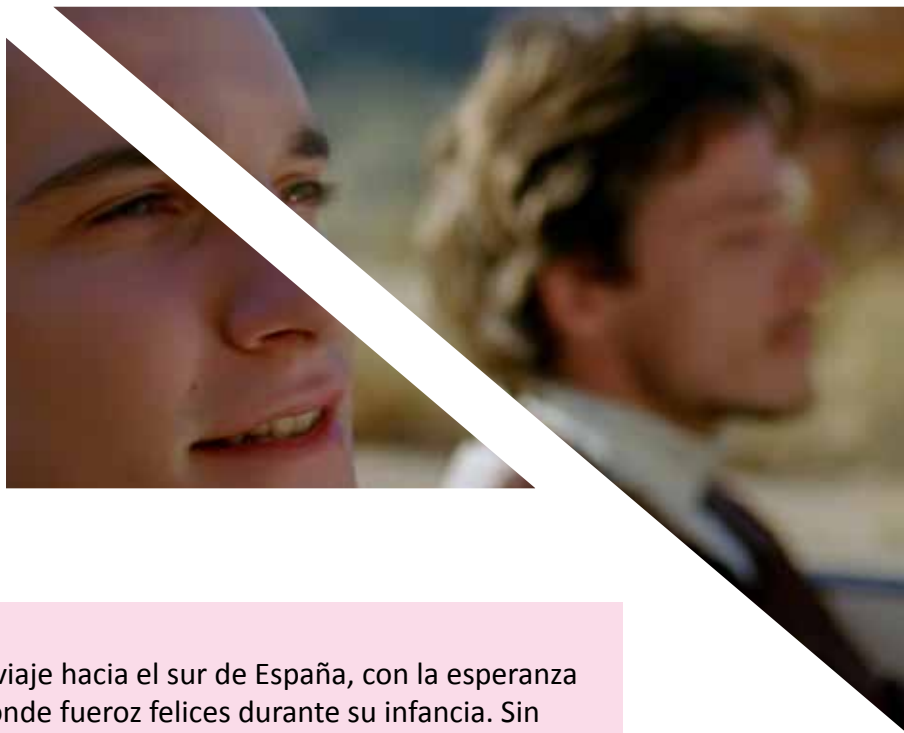 viaje hacia el sur de España, con la esperanza
onde fueroz felices durante su infancia. Sin